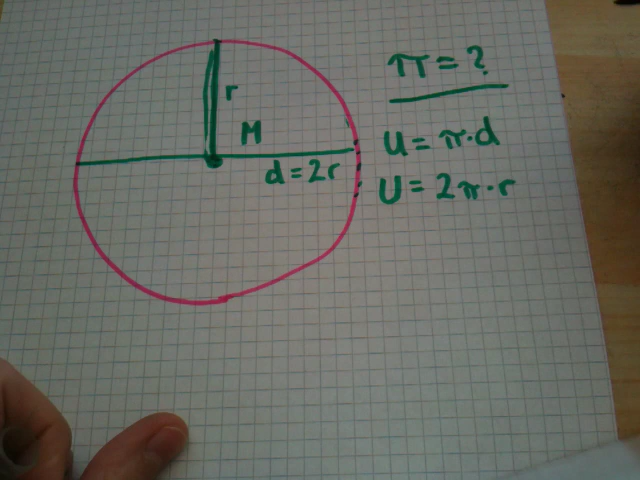 π = ?
r
M
U = π·d
d = 2r
U = 2π·r